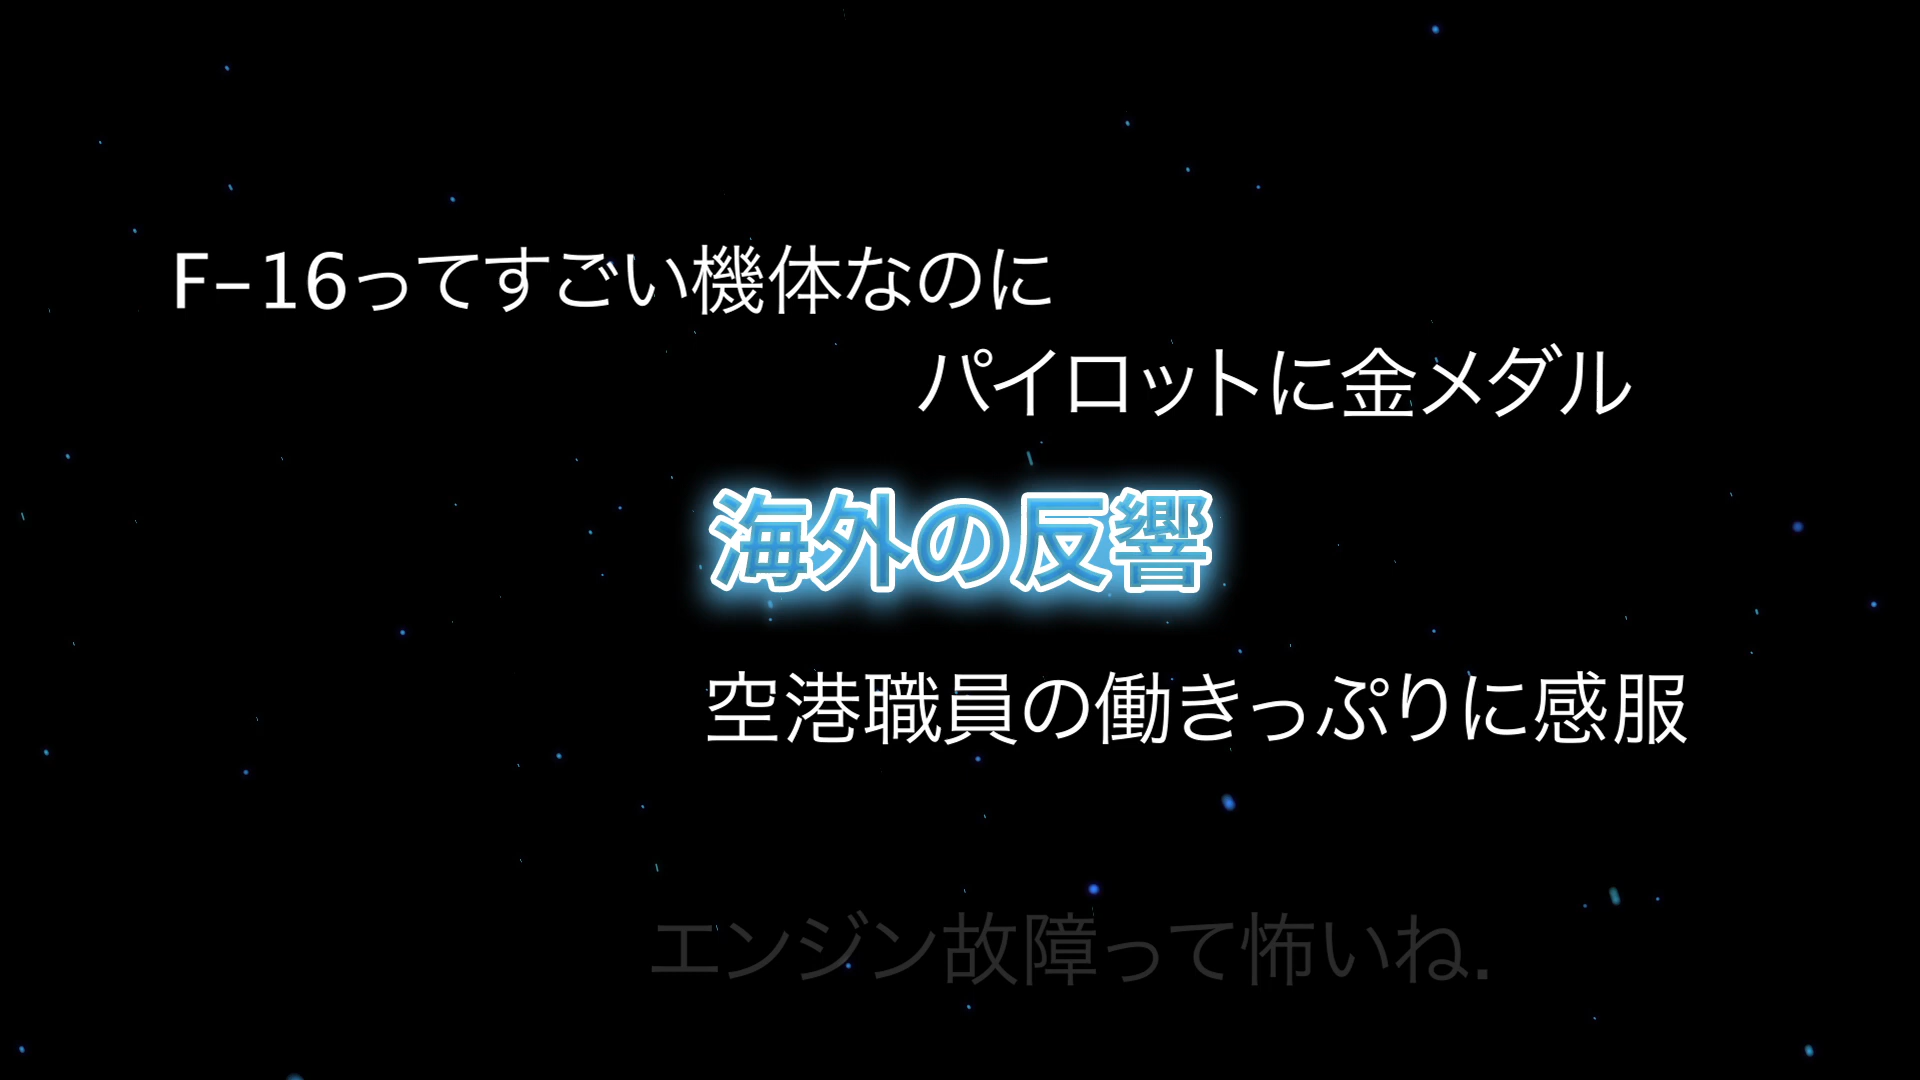 F-16ってすごい機体なのに
パイロットに金メダル
海外の反響
空港職員の働きっぷりに感服
エンジン故障って怖いね.